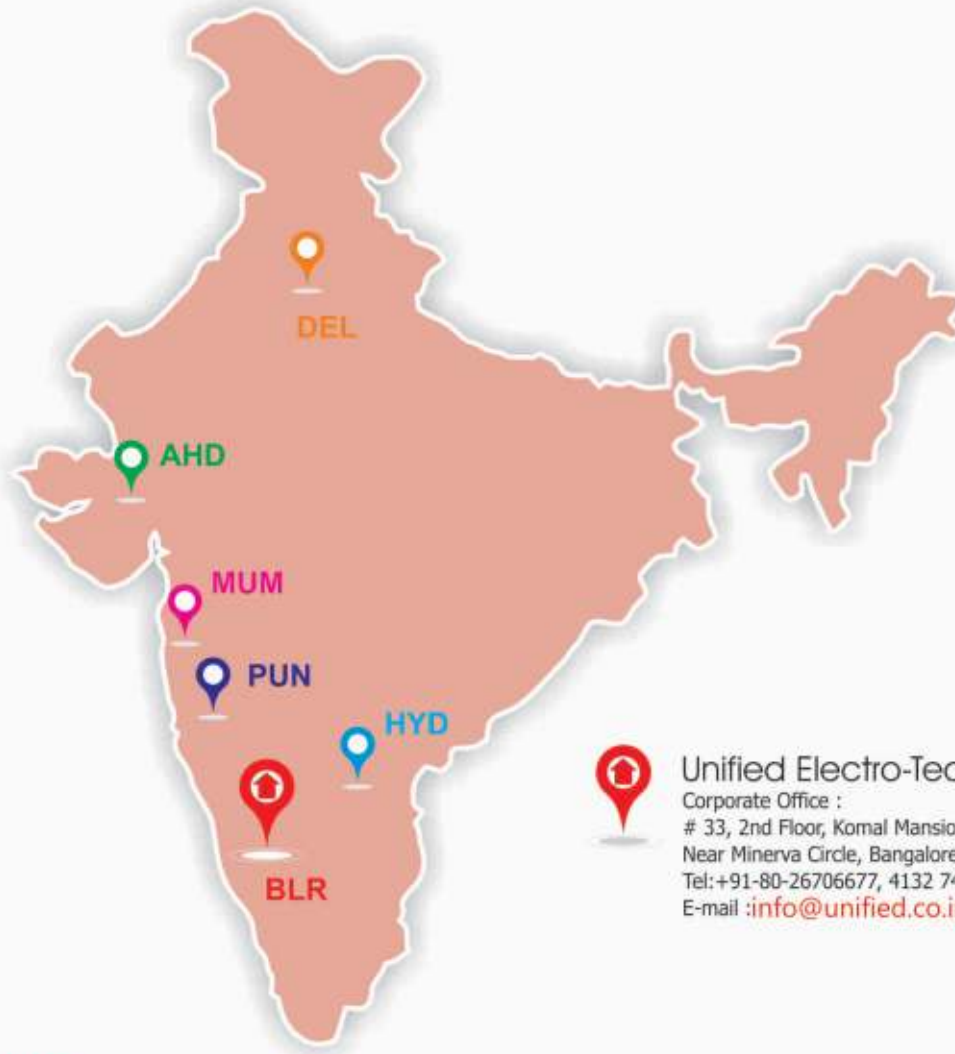 DEL
AHD
MUM
PUN
HYD
BLR
Unified Electro-Tec
Corporate Office :
# 33, 2nd Floor, Komal Mansio
Near Minerva Circle, Bangalore
Tel:+91-80-26706677, 4132 74
E-mail :info@unified.co.i